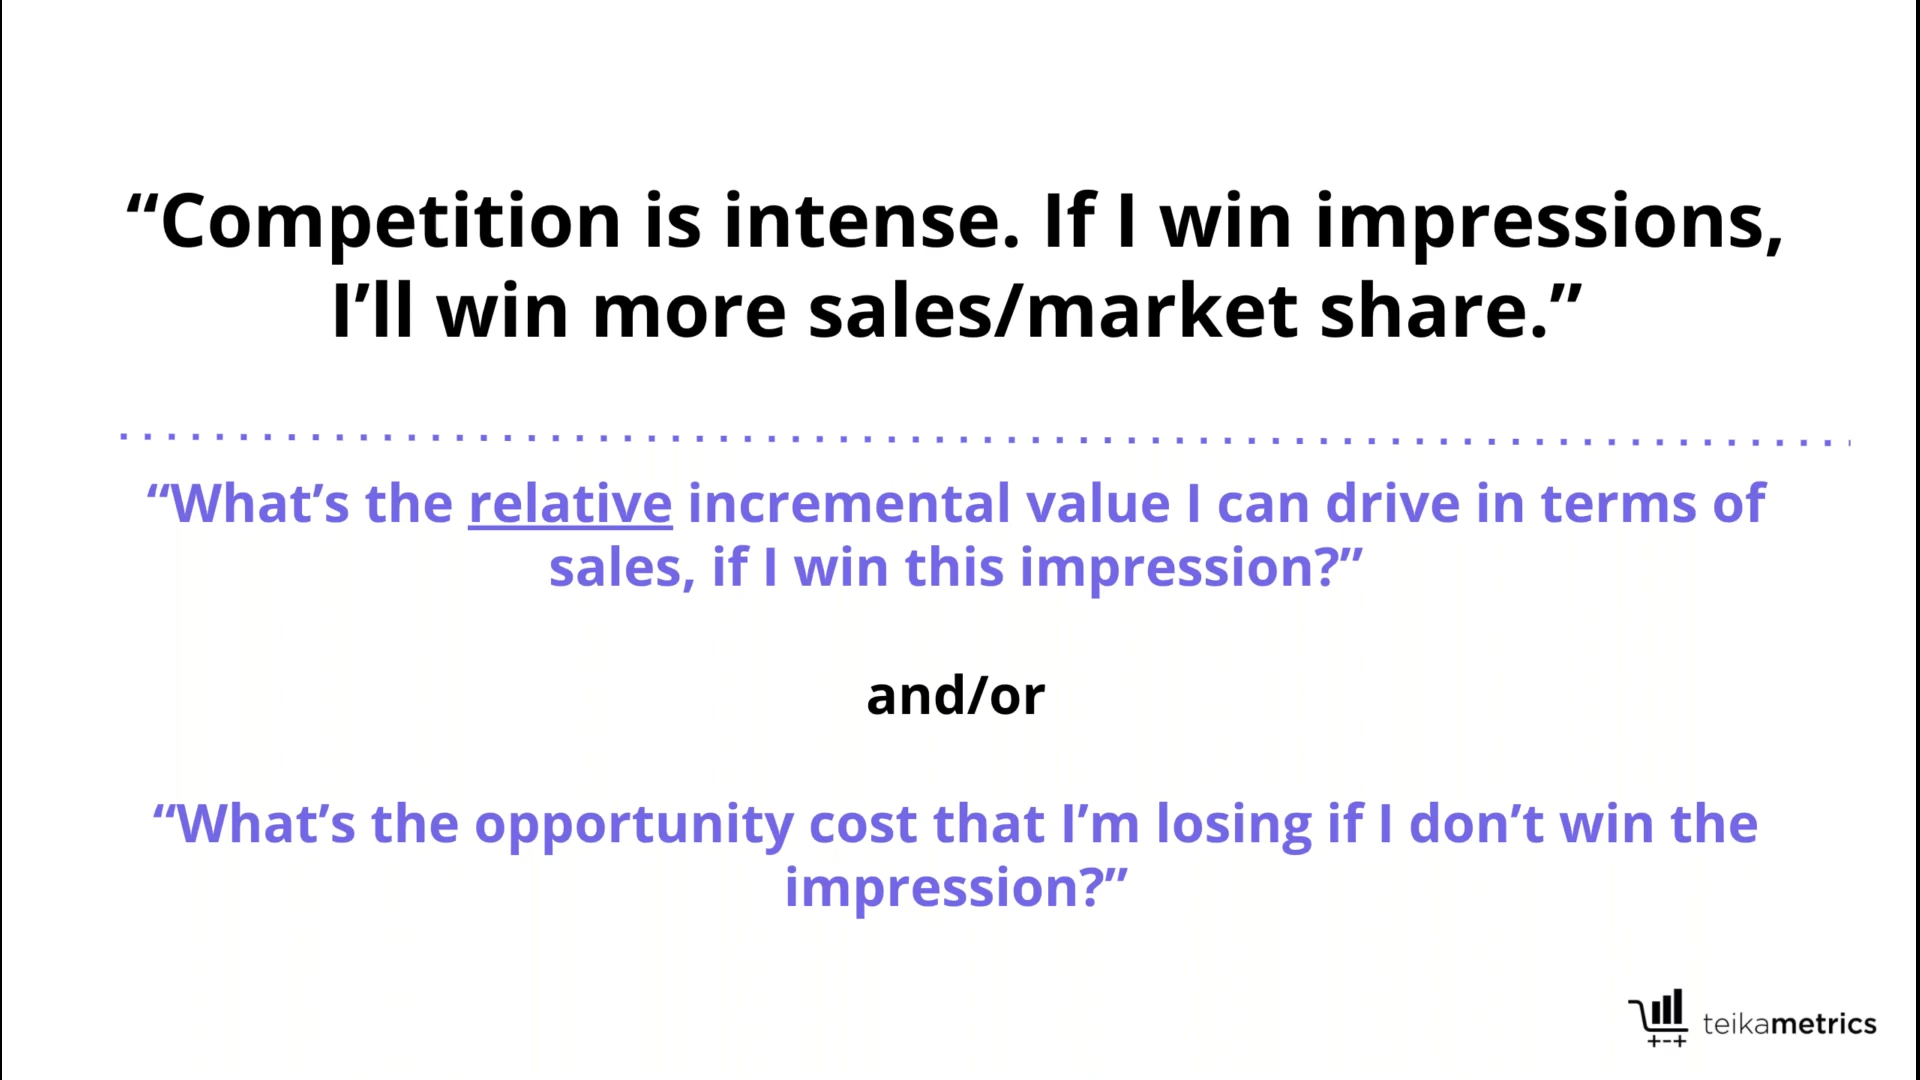 “Competition is intense. If I win impressions,
I’ll win more sales/market share.”
“What’s the relative incremental value I can drive in terms of
sales, if I win this impression?”
and/or
“What’s the opportunity cost that I’m losing if I don’t win the
impression?”
teikametrics